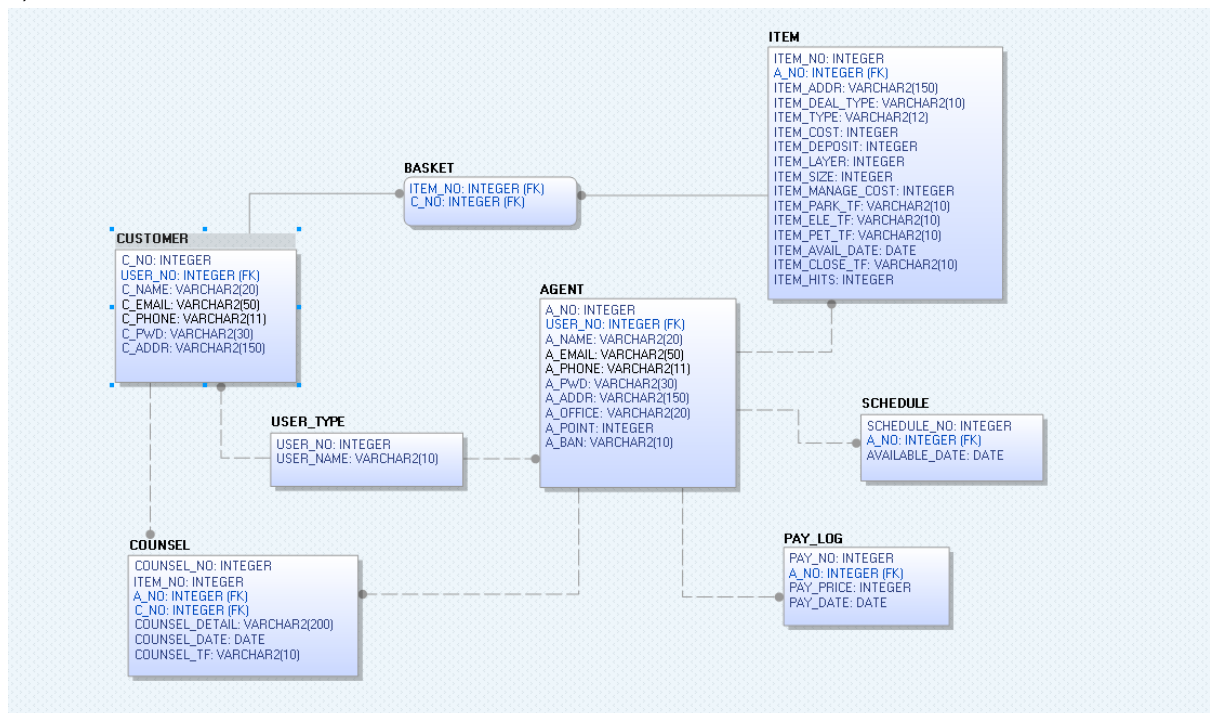 ITEM
ITEM_NO: INTEGER
A_NO: INTEGER (FK)
ITEM_ADDR: VARCHAR2(150)
ITEM_DEAL_TYPE: VARCHAR2(10)
ITEM_TYPE: VARCHAR2(12)
ITEM_COST: INTEGER
ITEM_DEPOSIT: INTEGER
ITEM_LAYER: INTEGER
ITEM_SIZE: INTEGER
ITEM_MANAGE_COST: INTEGER
ITEM_PARK_TF: VARCHAR2(10)
ITEM_ELE_TF: VARCHAR2(10)
ITEM_PET_TF: VARCHAR2(10)
ITEM_AVAIL_DATE: DATE
ITEM_CLOSE_TF: VARCHAR2(10)
ITEM_HITS: INTEGER
BASKET
ITEM_NO: INTEGER (FK)
C_NO: INTEGER (FK)
CUSTOMER
C_NO: INTEGER
USER_NO: INTEGER (FK)
C_NAME: VARCHAR2(20)
C_EMAIL: VARCHAR2(50)
C_PHONE: VARCHAR2(11)
C_PWD: VARCHAR2(30)
C_ADDR: VARCHAR2(150)
AGENT
A_NO: INTEGER
USER_NO: INTEGER (FK)
A_NAME: VARCHAR2(20)
A_EMAIL: VARCHAR2(50)
A_PHONE: VARCHAR2(11)
A_PWD: VARCHAR2(30)
A_ADDR: VARCHAR2(150)
A_OFFICE: VARCHAR2(20)
A_POINT: INTEGER
A_BAN: VARCHAR2(10)
USER_TYPE
USER_NO: INTEGER
USER_NAME: VARCHAR2(10)
SCHEDULE
SCHEDULE_NO: INTEGER
A_NO: INTEGER (FK)
AVAILABLE_DATE: DATE
COUNSEL
COUNSEL_NO: INTEGER
ITEM_NO: INTEGER
A_NO: INTEGER (FK)
C_NO: INTEGER (FK)
COUNSEL_DETAIL: VARCHAR2(200)
COUNSEL_DATE: DATE
COUNSEL_TF: VARCHAR2(10)
PAY_LOG
PAY_NO: INTEGER
A_NO: INTEGER (FK)
PAY_PRICE: INTEGER
PAY_DATE: DATE